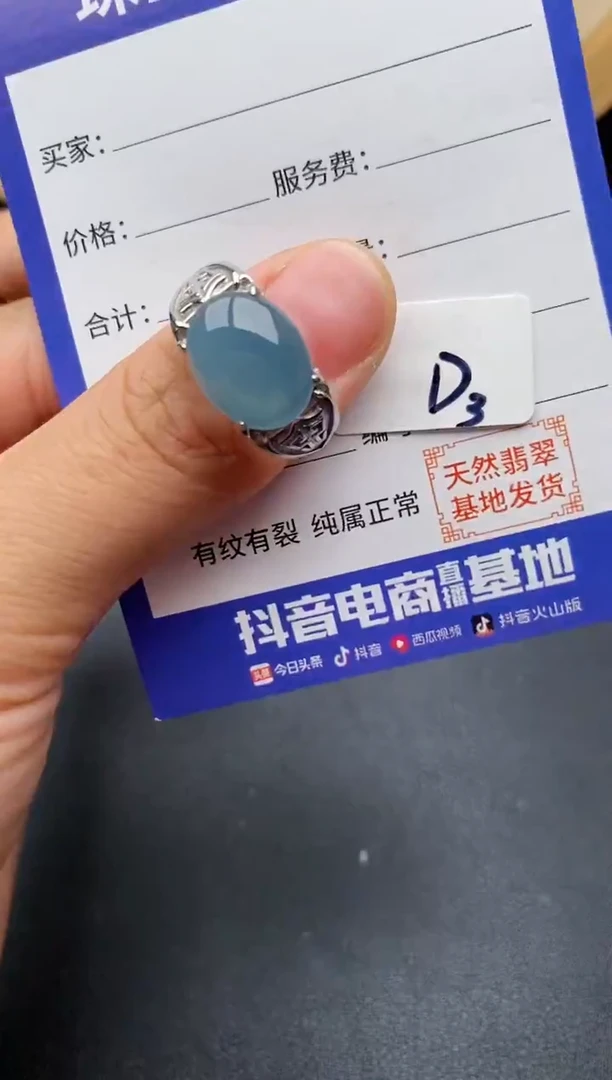 买家：
服务费：
价格：
合计：
D3
天然翡翠
基地发货
有纹有裂 纯属正常
抖音电商直播基地
头条 今日头条 抖音 西瓜视频 抖音火山版